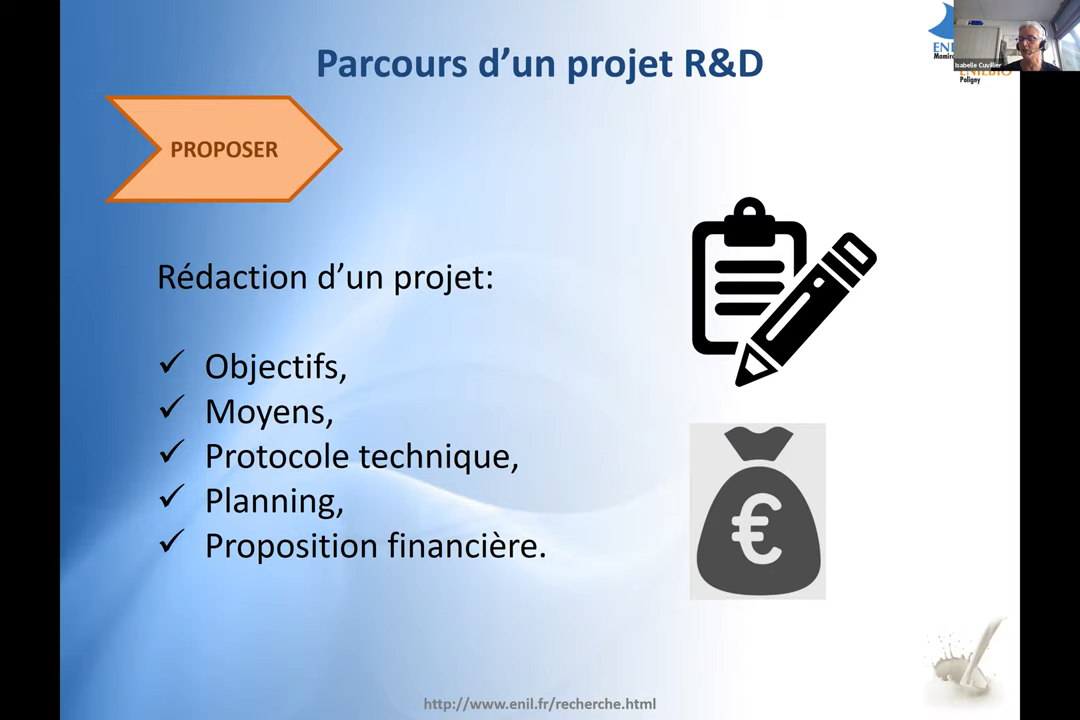 Parcours d’un projet R&D
Isabelle Cuvillier
Poligny
PROPOSER
Rédaction d’un projet:
✓ Objectifs,
✓ Moyens,
✓ Protocole technique,
✓ Planning,
✓ Proposition financière.
€
http://www.enil.fr/recherche.html